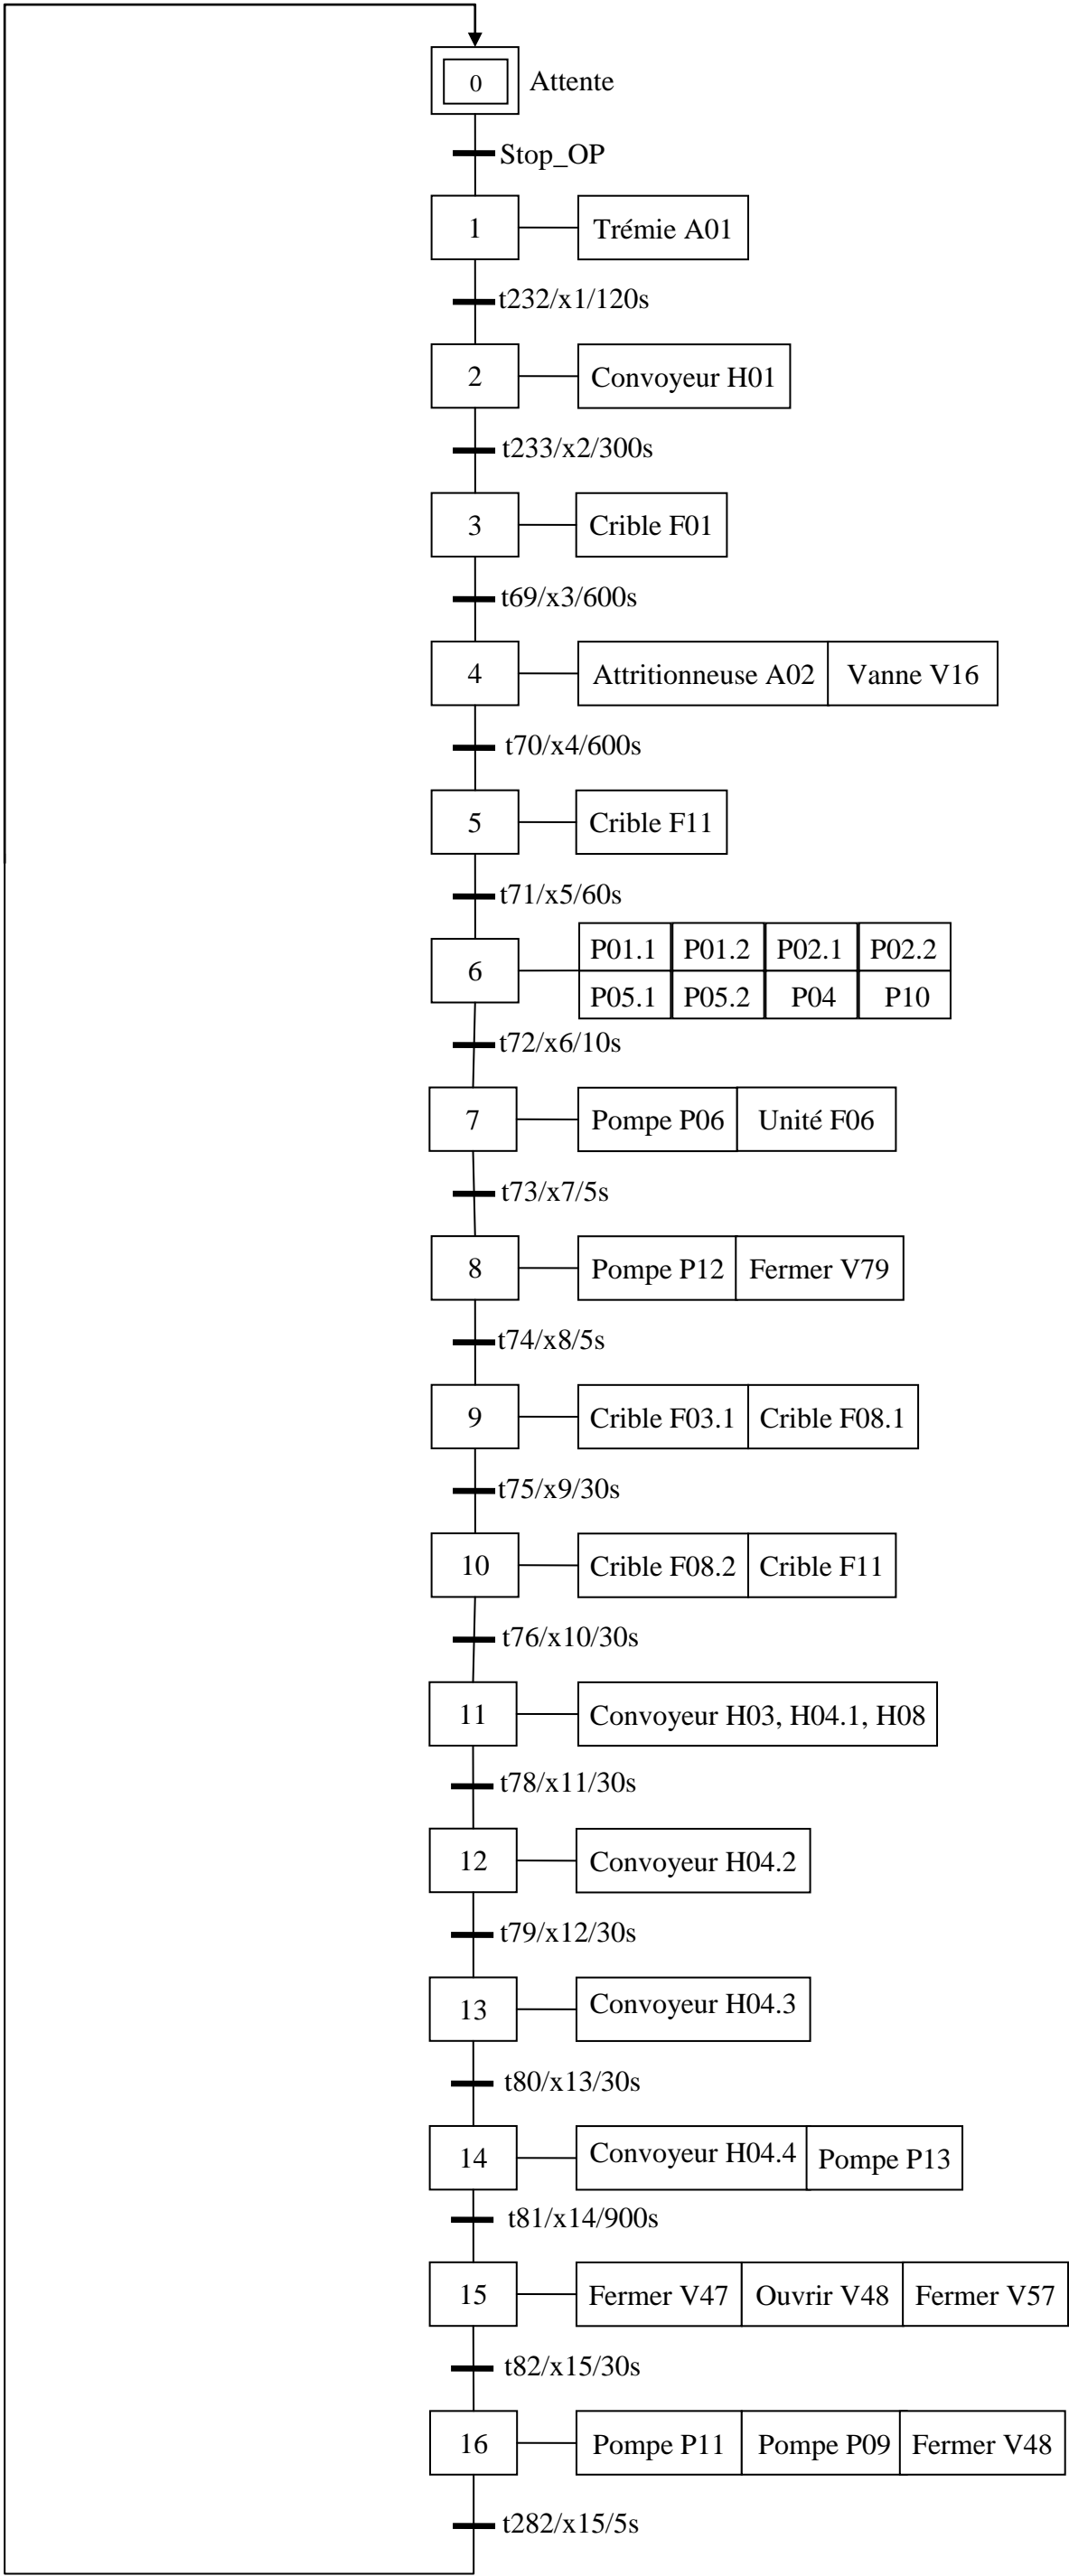 0 Attente
Stop_OP
1 Trémie A01
t232/x1/120s
2 Convoyeur H01
t233/x2/300s
3 Crible F01
t69/x3/600s
4 Attritionneuse A02 Vanne V16
t70/x4/600s
5 Crible F11
t71/x5/60s
P01.1 P01.2 P02.1 P02.2
6
P05.1 P05.2 P04 P10
t72/x6/10s
7 Pompe P06 Unité F06
t73/x7/5s
8 Pompe P12 Fermer V79
t74/x8/5s
9 Crible F03.1 Crible F08.1
t75/x9/30s
10 Crible F08.2 Crible F11
t76/x10/30s
11 Convoyeur H03, H04.1, H08
t78/x11/30s
12 Convoyeur H04.2
t79/x12/30s
13 Convoyeur H04.3
t80/x13/30s
14 Convoyeur H04.4 Pompe P13
t81/x14/900s
15 Fermer V47 Ouvrir V48 Fermer V57
t82/x15/30s
16 Pompe P11 Pompe P09 Fermer V48
t282/x15/5s